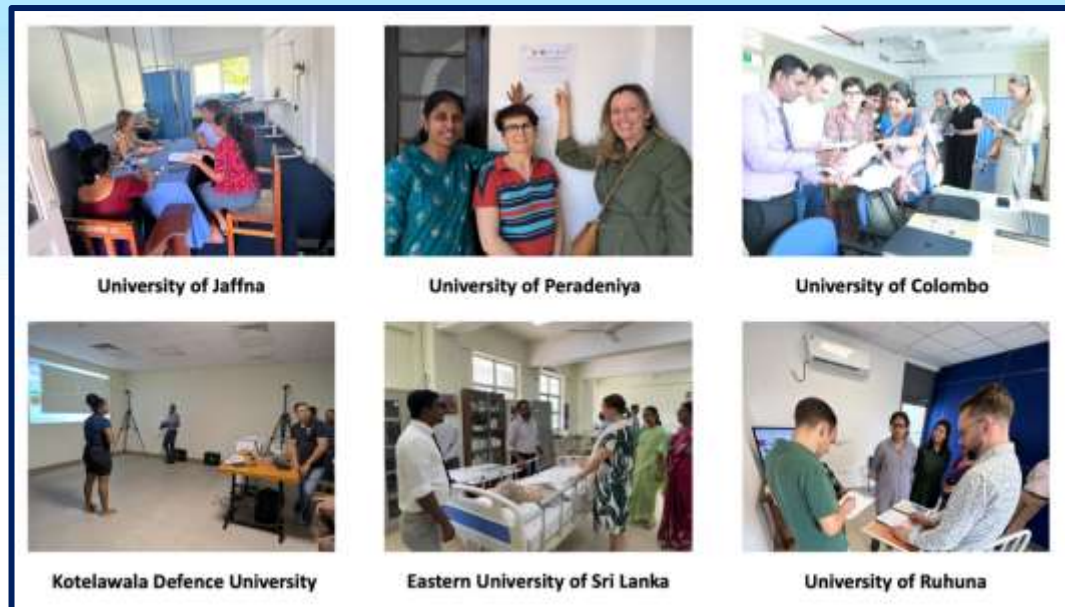 University of Jaffna
University of Peradeniya
University of Colombo
Kotelawala Defence University
Eastern University of Sri Lanka
University of Ruhuna